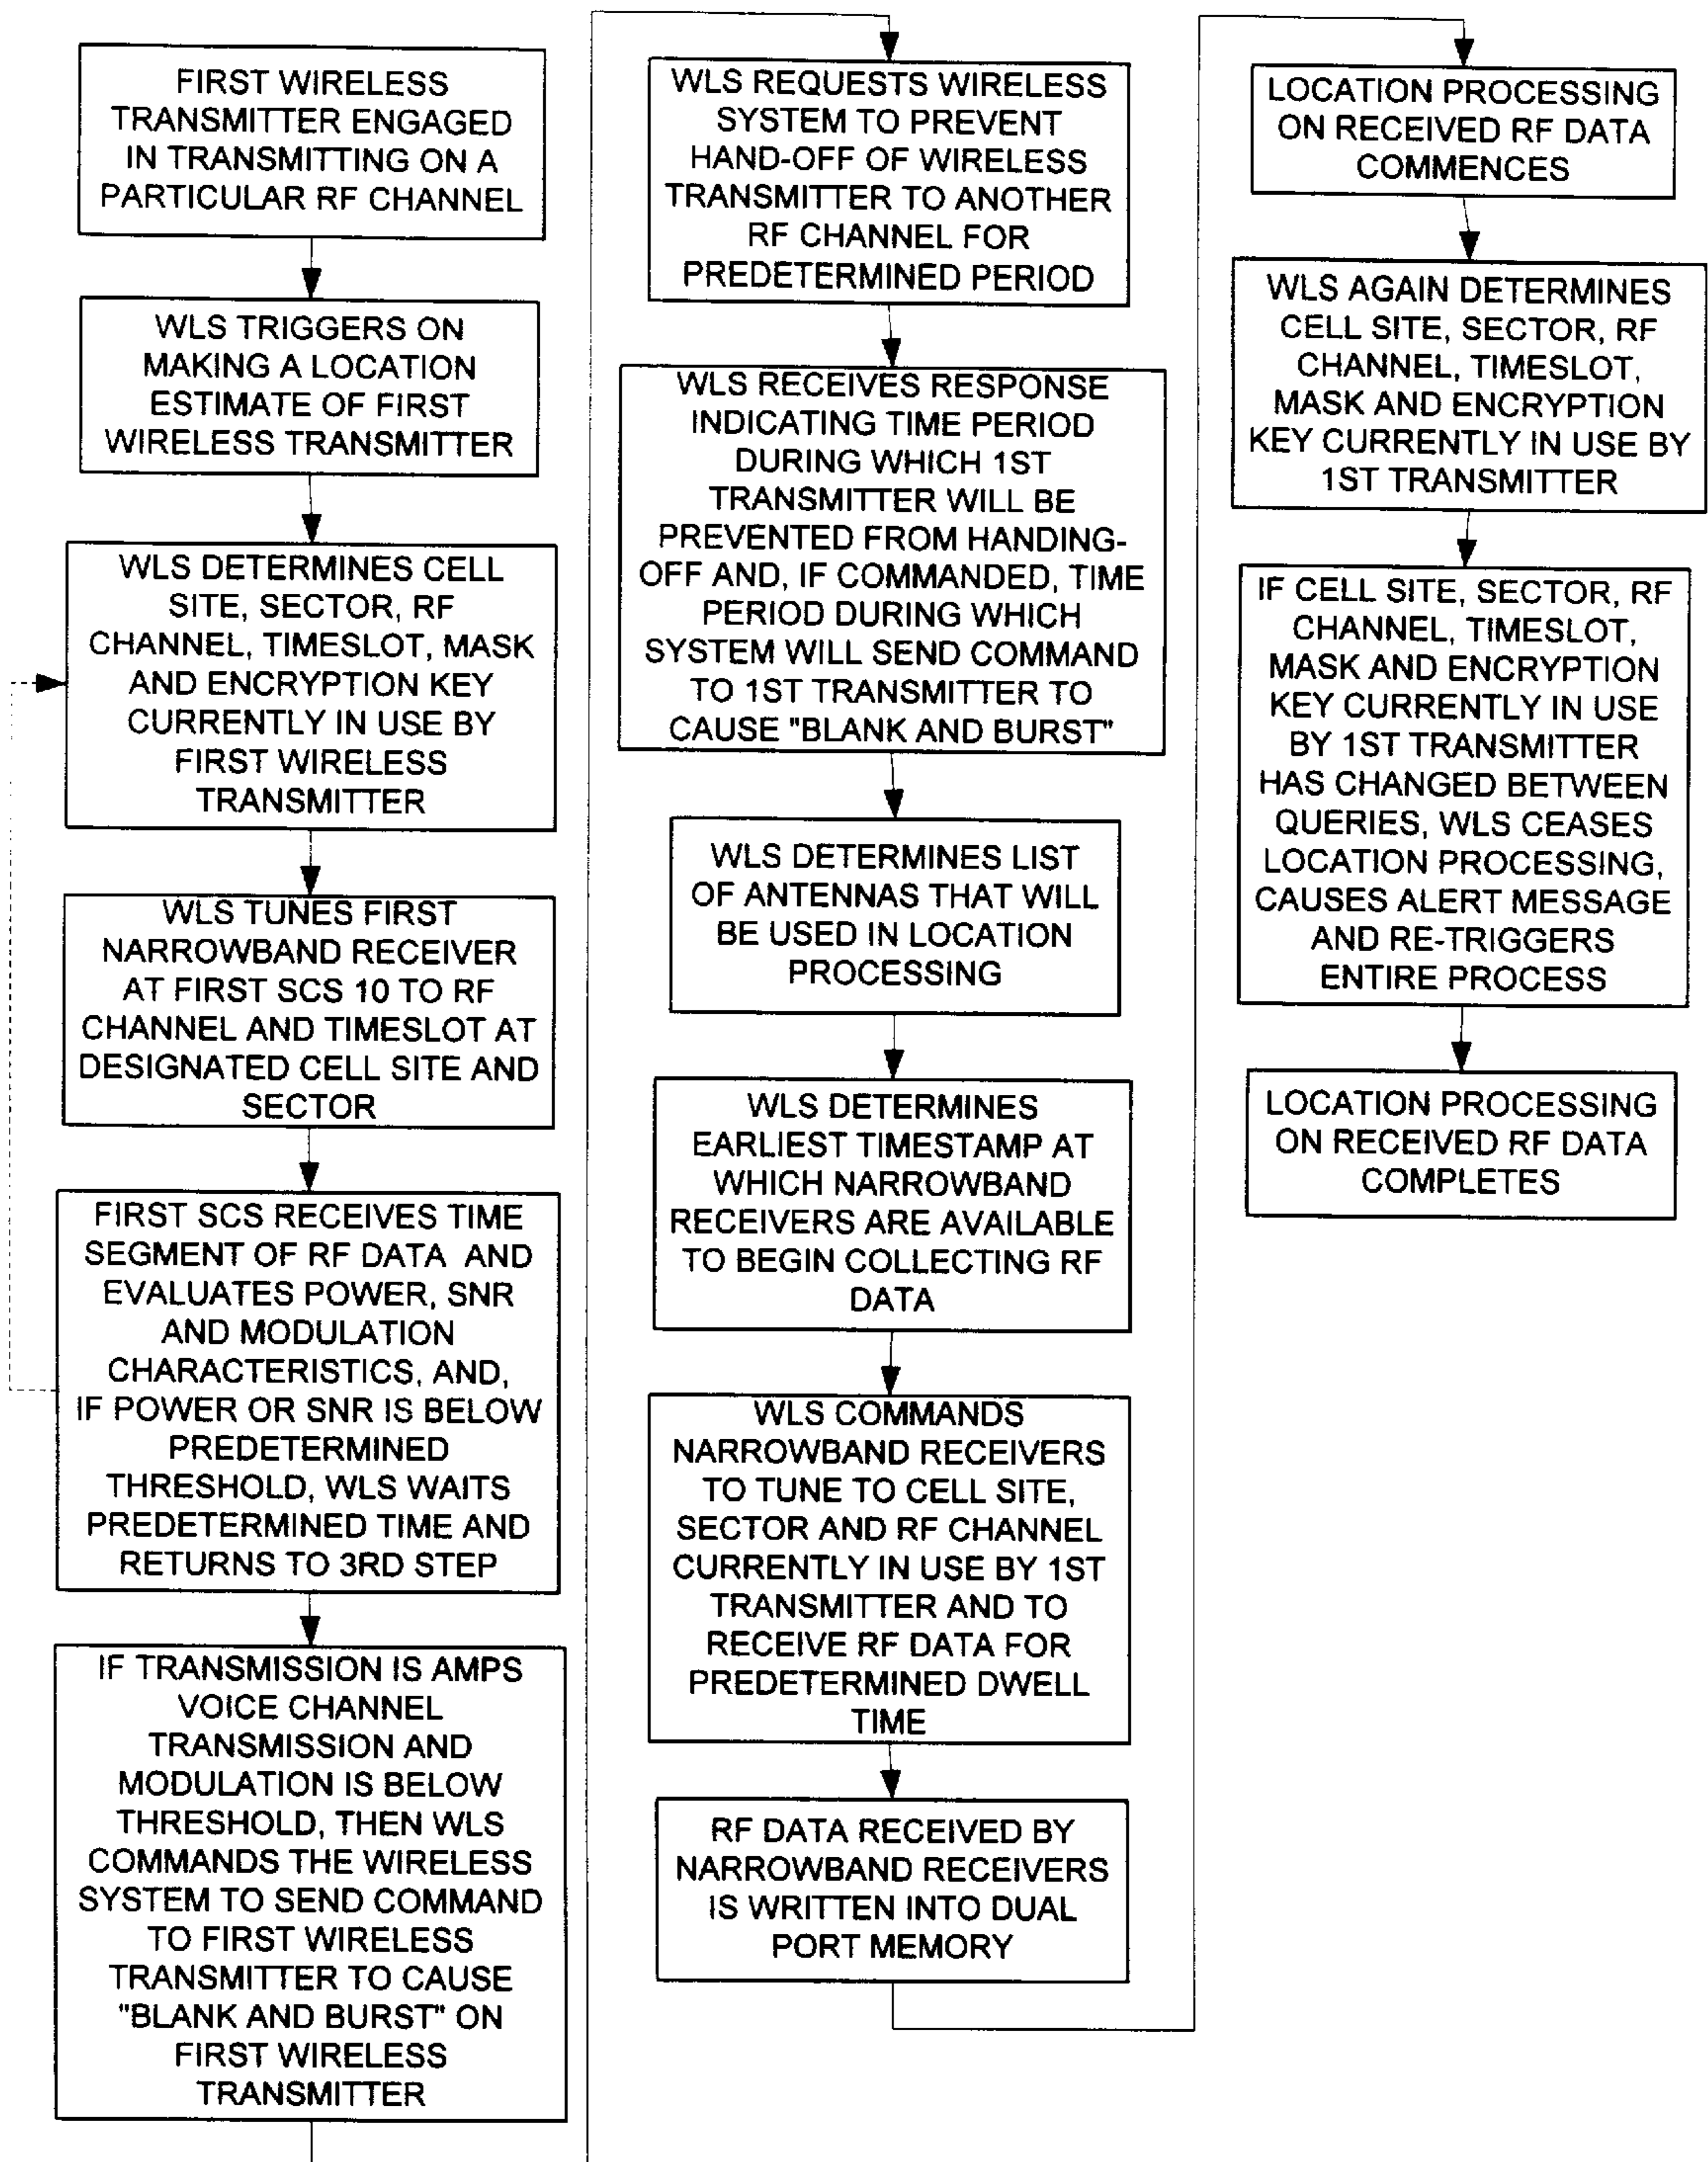 FIRST WIRELESS
TRANSMITTER ENGAGED
IN TRANSMITTING ON A
PARTICULAR RF CHANNEL
WLS TRIGGERS ON
MAKING A LOCATION
ESTIMATE OF FIRST
WIRELESS TRANSMITTER
WLS DETERMINES CELL
SITE, SECTOR, RF
CHANNEL, TIMESLOT, MASK
AND ENCRYPTION KEY
CURRENTLY IN USE BY
FIRST WIRELESS
TRANSMITTER
WLS TUNES FIRST
NARROWBAND RECEIVER
AT FIRST SCS 10 TO RF
CHANNEL AND TIMESLOT AT
DESIGNATED CELL SITE AND
SECTOR
FIRST SCS RECEIVES TIME
SEGMENT OF RF DATA AND
EVALUATES POWER, SNR
AND MODULATION
CHARACTERISTICS, AND,
IF POWER OR SNR IS BELOW
PREDETERMINED
THRESHOLD, WLS WAITS
PREDETERMINED TIME AND
RETURNS TO 3RD STEP
IF TRANSMISSION IS AMPS
VOICE CHANNEL
TRANSMISSION AND
MODULATION IS BELOW
THRESHOLD, THEN WLS
COMMANDS THE WIRELESS
SYSTEM TO SEND COMMAND
TO FIRST WIRELESS
TRANSMITTER TO CAUSE
"BLANK AND BURST" ON
FIRST WIRELESS
TRANSMITTER
WLS REQUESTS WIRELESS
SYSTEM TO PREVENT
HAND-OFF OF WIRELESS
TRANSMITTER TO ANOTHER
RF CHANNEL FOR
PREDETERMINED PERIOD
WLS RECEIVES RESPONSE
INDICATING TIME PERIOD
DURING WHICH 1ST
TRANSMITTER WILL BE
PREVENTED FROM HANDING-
OFF AND, IF COMMANDED, TIME
PERIOD DURING WHICH
SYSTEM WILL SEND COMMAND
TO 1ST TRANSMITTER TO
CAUSE "BLANK AND BURST"
WLS DETERMINES LIST
OF ANTENNAS THAT WILL
BE USED IN LOCATION
PROCESSING
WLS DETERMINES
EARLIEST TIMESTAMP AT
WHICH NARROWBAND
RECEIVERS ARE AVAILABLE
TO BEGIN COLLECTING RF
DATA
WLS COMMANDS
NARROWBAND RECEIVERS
TO TUNE TO CELL SITE,
SECTOR AND RF CHANNEL
CURRENTLY IN USE BY 1ST
TRANSMITTER AND TO
RECEIVE RF DATA FOR
PREDETERMINED DWELL
TIME
RF DATA RECEIVED BY
NARROWBAND RECEIVERS
IS WRITTEN INTO DUAL
PORT MEMORY
LOCATION PROCESSING
ON RECEIVED RF DATA
COMMENCES
WLS AGAIN DETERMINES
CELL SITE, SECTOR, RF
CHANNEL, TIMESLOT,
MASK AND ENCRYPTION
KEY CURRENTLY IN USE BY
1ST TRANSMITTER
IF CELL SITE, SECTOR, RF
CHANNEL, TIMESLOT,
MASK AND ENCRYPTION
KEY CURRENTLY IN USE
BY 1ST TRANSMITTER
HAS CHANGED BETWEEN
QUERIES, WLS CEASES
LOCATION PROCESSING,
CAUSES ALERT MESSAGE
AND RE-TRIGGERS
ENTIRE PROCESS
LOCATION PROCESSING
ON RECEIVED RF DATA
COMPLETES